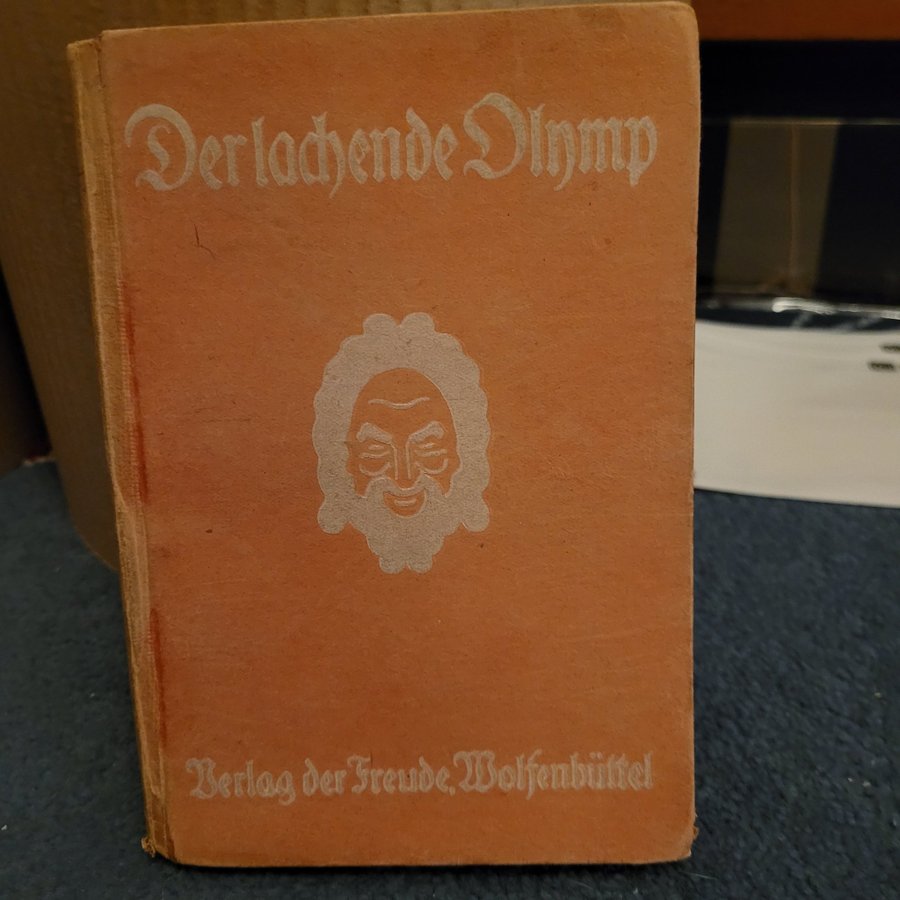 Der lachende Olymp
Verlag der Freude, Wolfenbüttel